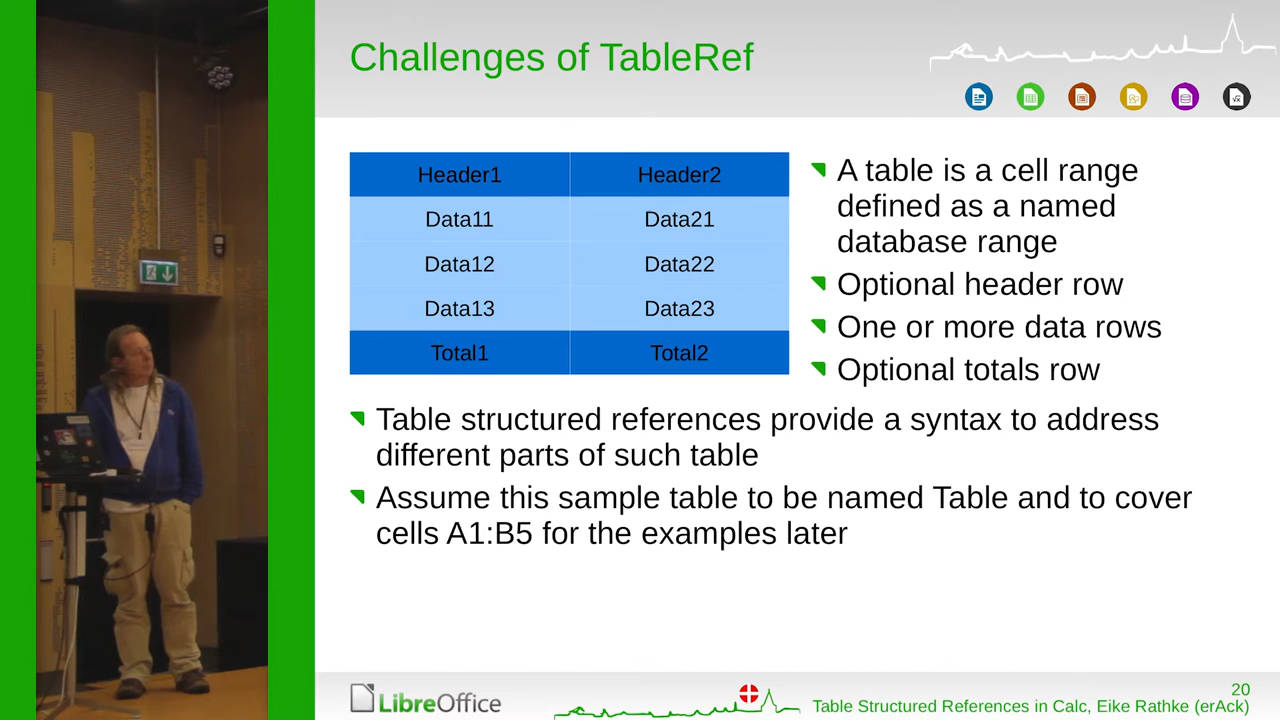 Challenges of TableRef
Header1 Header2
Data11 Data21
Data12 Data22
Data13 Data23
Total1 Total2
A table is a cell range
defined as a named
database range
Optional header row
One or more data rows
Optional totals row
Table structured references provide a syntax to address
different parts of such table
Assume this sample table to be named Table and to cover
cells A1:B5 for the examples later
LibreOffice
20
Table Structured References in Calc, Eike Rathke (erAck)